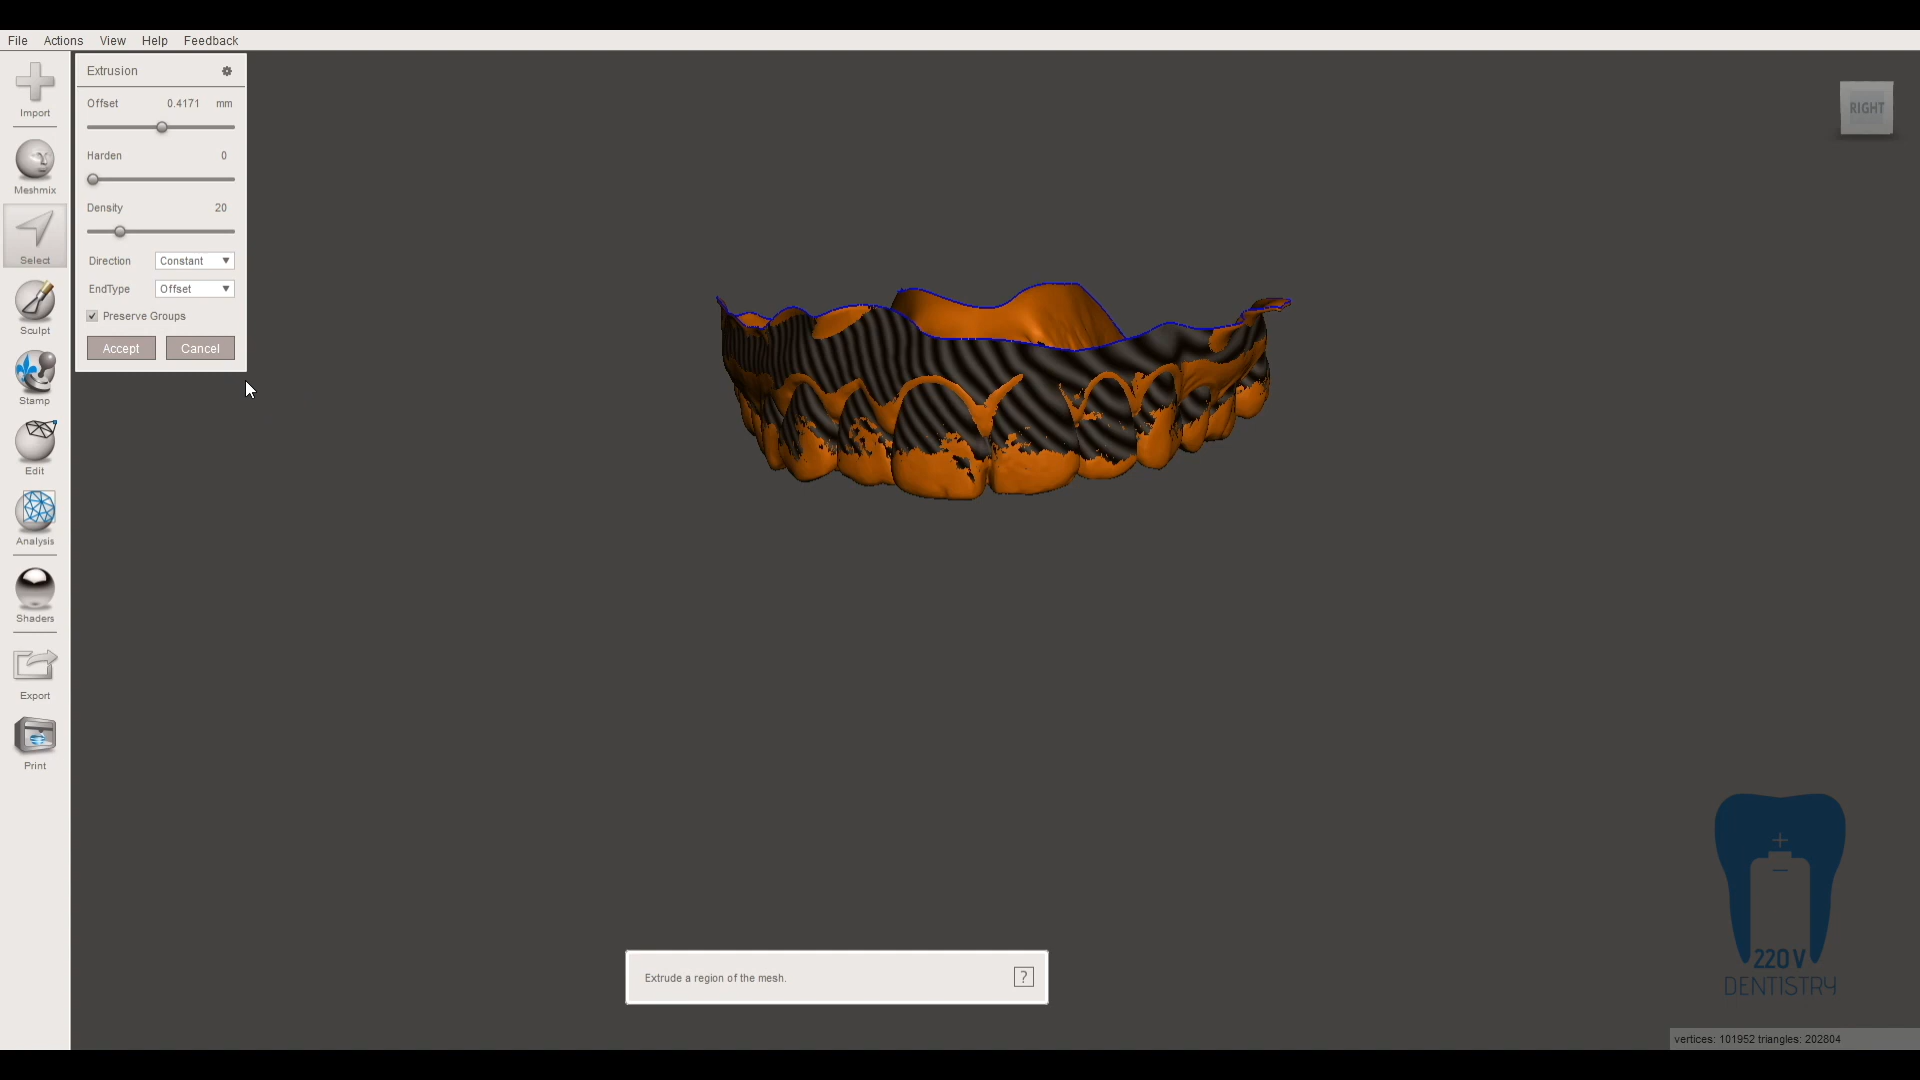 File Actions View Help Feedback
Import
Meshmix
Select
Sculpt
Stamp
Edit
Analysis
Shaders
Export
Print
Extrusion
Offset 0.4171 mm
Harden 0
Density 20
Direction Constant
EndType Offset
Preserve Groups
Accept Cancel
RIGHT
Extrude a region of the mesh. ?
220 V
DENTISTRY
vertices: 101952 triangles: 202804